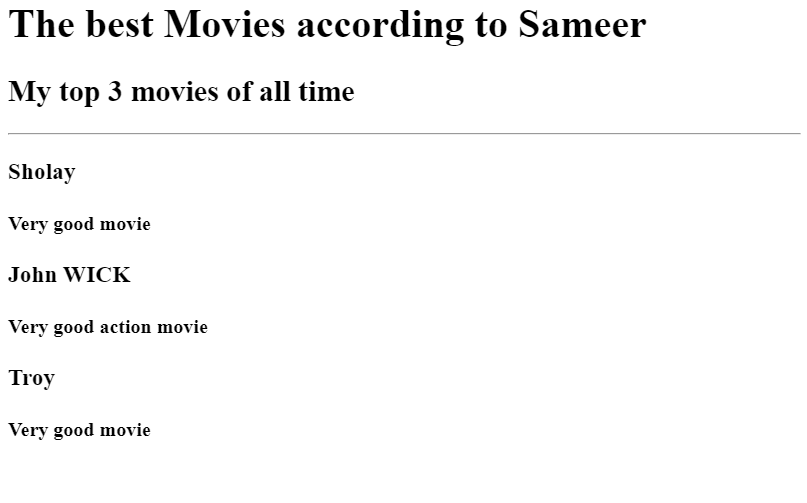 The best Movies according to Sameer
My top 3 movies of all time
Sholay
Very good movie
John WICK
Very good action movie
Troy
Very good movie